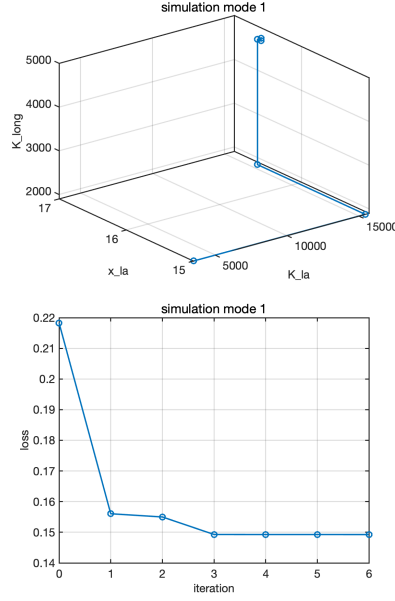 simulation mode 1
5000
4000
3000
2000
K_long
17
16
15
x_la
5000
10000
15000
K_la
simulation mode 1
0.22
0.21
0.2
0.19
0.18
0.17
0.16
0.15
0.14
loss
0 1 2 3 4 5 6
iteration